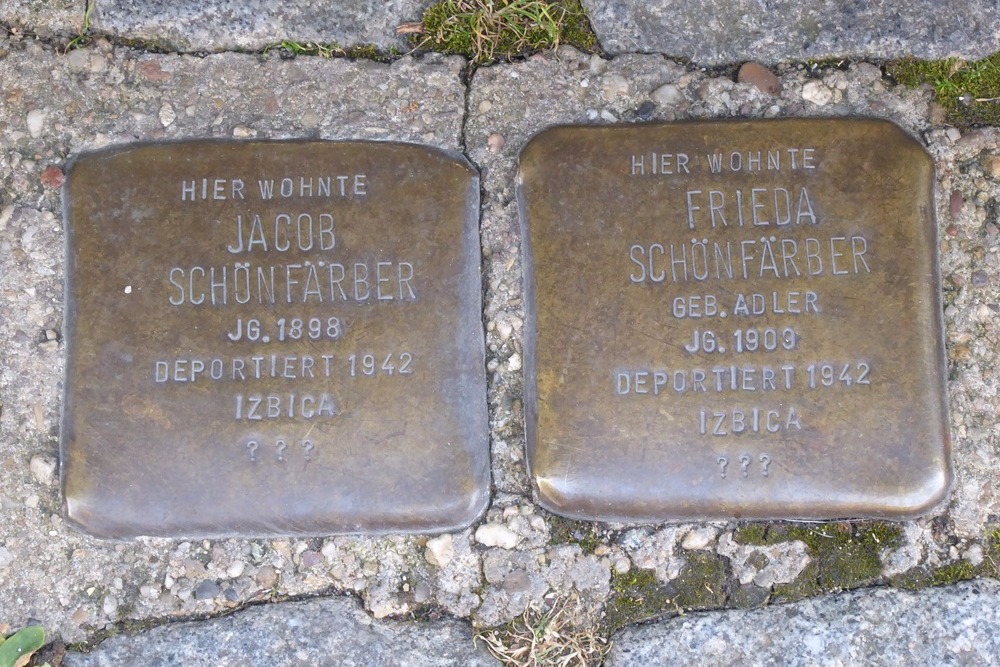 HIER WOHNTE
JACOB
SCHÖNFÄRBER
JG. 1898
DEPORTIERT 1942
IZBICA
? ? ?
HIER WOHNTE
FRIEDA
SCHÖNFÄRBER
GEB. ADLER
JG. 1909
DEPORTIERT 1942
IZBICA
? ? ?